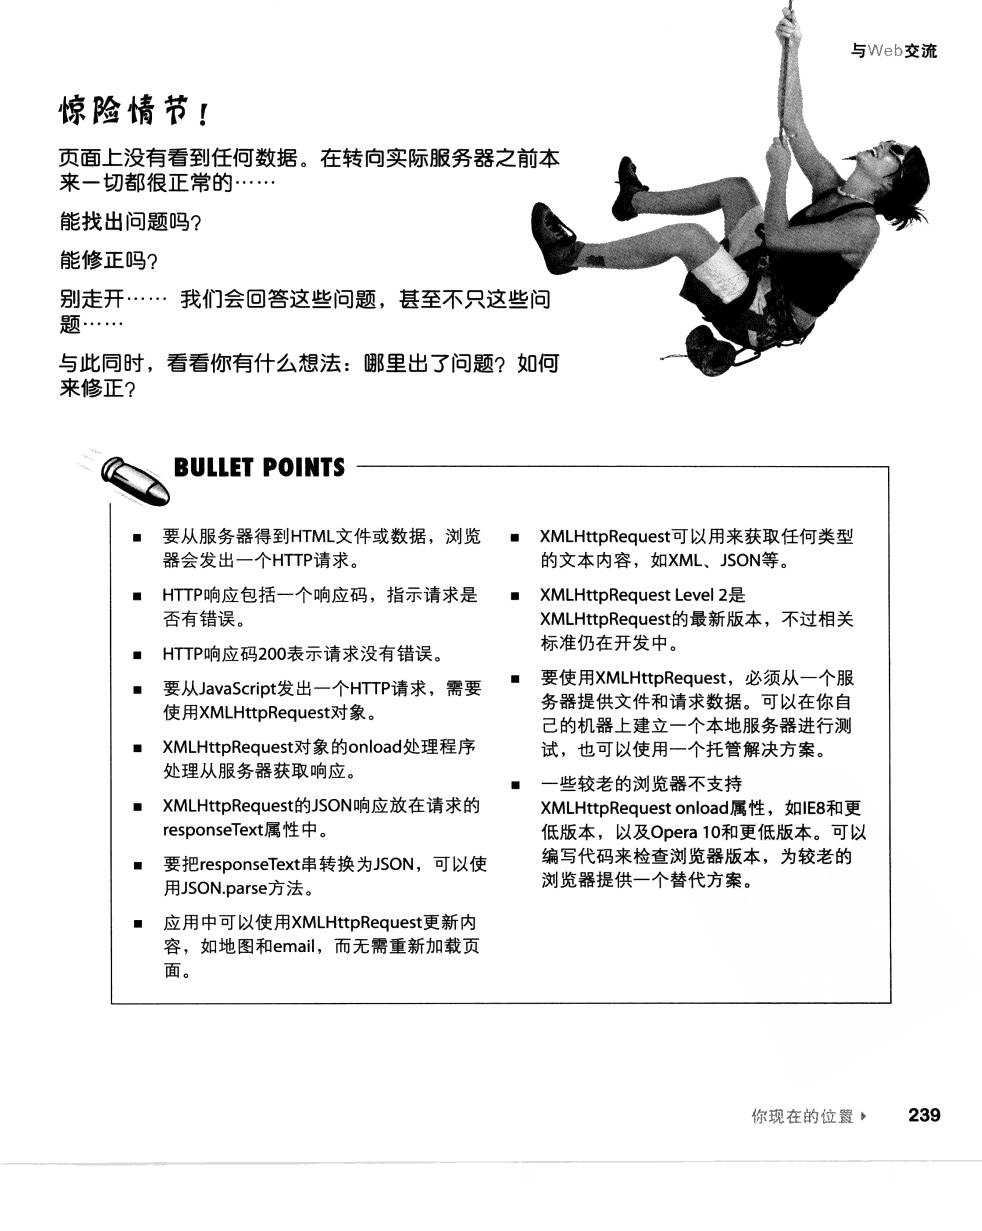 与Web交流
惊险情节！
页面上没有看到任何数据。在转向实际服务器之前本
来一切都很正常的……
能找出问题吗？
能修正吗？
别走开…… 我们会回答这些问题，甚至不只这些问
题……
与此同时，看看你有什么想法：哪里出了问题？如何
来修正？
BULLET POINTS
■ 要从服务器得到HTML文件或数据，浏览
器会发出一个HTTP请求。
■ HTTP响应包括一个响应码，指示请求是
否有错误。
■ HTTP响应码200表示请求没有错误。
■ 要从JavaScript发出一个HTTP请求，需要
使用XMLHttpRequest对象。
■ XMLHttpRequest对象的onload处理程序
处理从服务器获取响应。
■ XMLHttpRequest的JSON响应放在请求的
responseText属性中。
■ 要把responseText串转换为JSON，可以使
用JSON.parse方法。
■ 应用中可以使用XMLHttpRequest更新内
容，如地图和email，而无需重新加载页
面。
■ XMLHttpRequest可以用来获取任何类型
的文本内容，如XML、JSON等。
■ XMLHttpRequest Level 2是
XMLHttpRequest的最新版本，不过相关
标准仍在开发中。
■ 要使用XMLHttpRequest，必须从一个服
务器提供文件和请求数据。可以在你自
己的机器上建立一个本地服务器进行测
试，也可以使用一个托管解决方案。
■ 一些较老的浏览器不支持
XMLHttpRequest onload属性，如IE8和更
低版本，以及Opera 10和更低版本。可以
编写代码来检查浏览器版本，为较老的
浏览器提供一个替代方案。
你现在的位置 ▸ 239